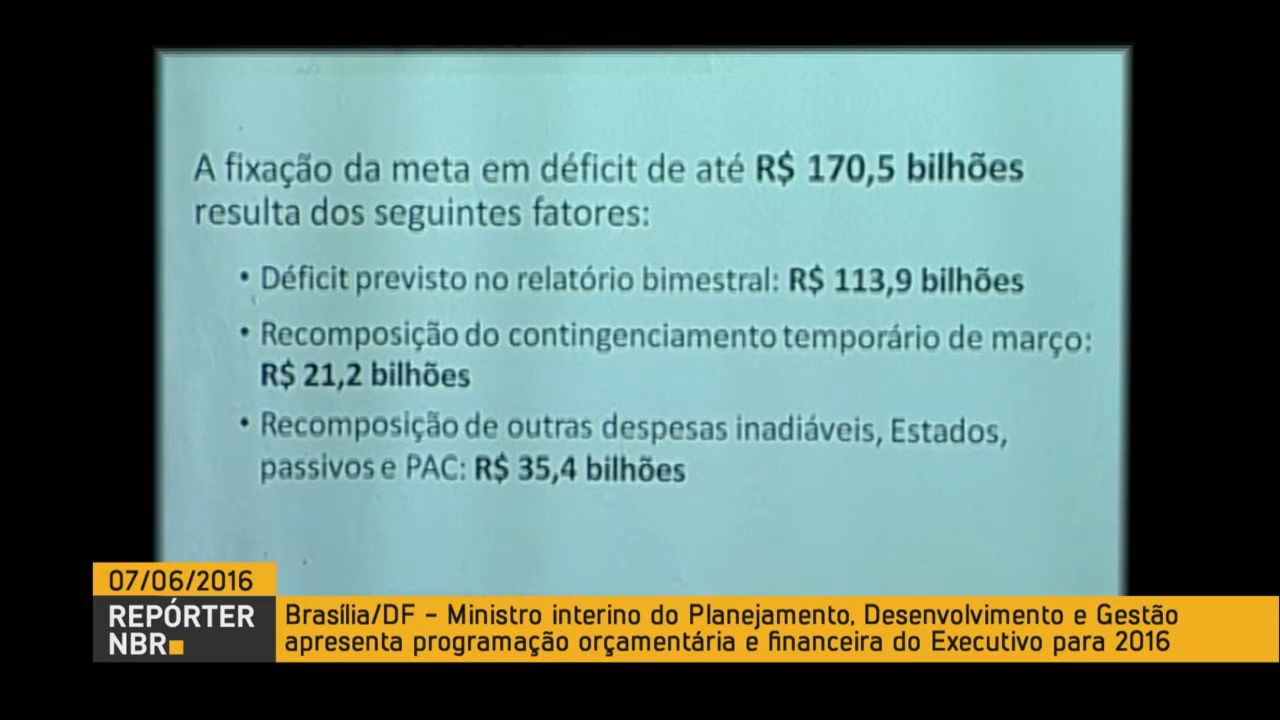 A fixação da meta em déficit de até R$ 170,5 bilhões
resulta dos seguintes fatores:
• Déficit previsto no relatório bimestral: R$ 113,9 bilhões
• Recomposição do contingenciamento temporário de março:
R$ 21,2 bilhões
• Recomposição de outras despesas inadiáveis, Estados,
passivos e PAC: R$ 35,4 bilhões
07/06/2016
REPÓRTER
NBR
Brasília/DF – Ministro interino do Planejamento, Desenvolvimento e Gestão
apresenta programação orçamentária e financeira do Executivo para 2016